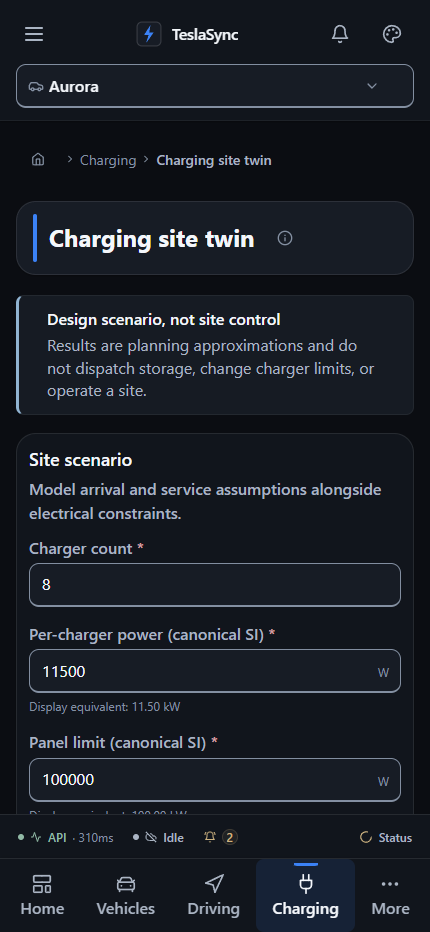 TeslaSync
Aurora
Charging
Charging site twin
Charging site twin
Design scenario, not site control
Results are planning approximations and do
not dispatch storage, change charger limits, or
operate a site.
Site scenario
Model arrival and service assumptions alongside
electrical constraints.
Charger count *
8
Per-charger power (canonical SI) *
11500 W
Display equivalent: 11.50 kW
Panel limit (canonical SI) *
100000 W
API · 310ms Idle 2 Status
Home Vehicles Driving Charging More